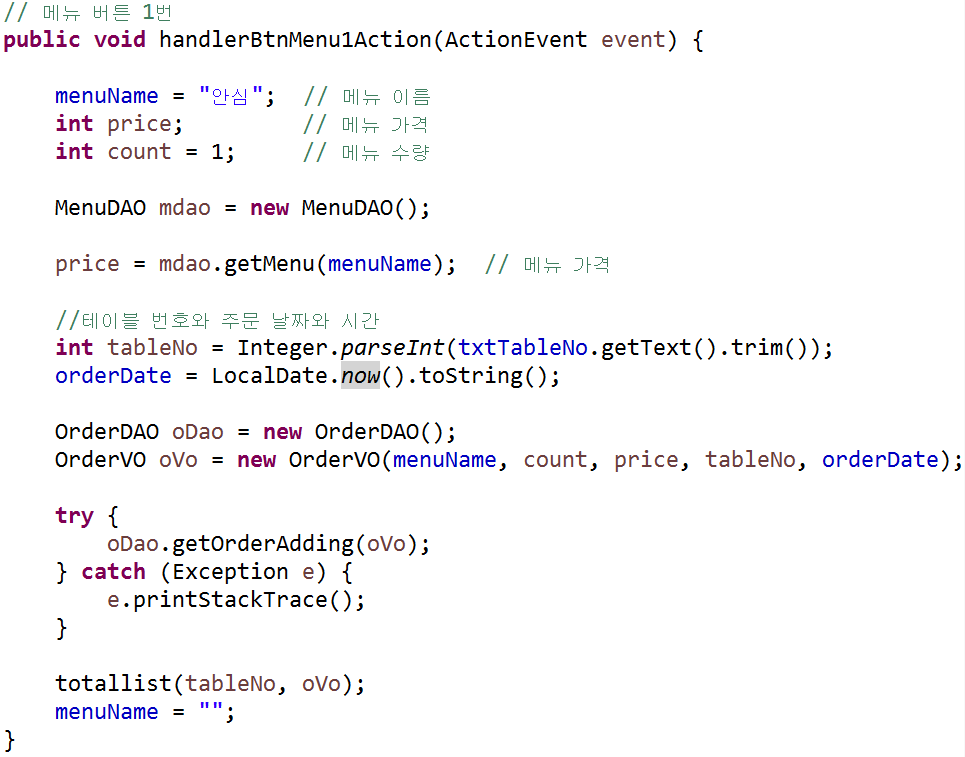 // 메뉴 버튼 1번
public void handlerBtnMenu1Action(ActionEvent event) {
menuName = "안심";  // 메뉴 이름
int price;         // 메뉴 가격
int count = 1;     // 메뉴 수량
MenuDAO mdao = new MenuDAO();
price = mdao.getMenu(menuName);  // 메뉴 가격
//테이블 번호와 주문 날짜와 시간
int tableNo = Integer.parseInt(txtTableNo.getText().trim());
orderDate = LocalDate.now().toString();
OrderDAO oDao = new OrderDAO();
OrderVO oVo = new OrderVO(menuName, count, price, tableNo, orderDate);
try {
oDao.getOrderAdding(oVo);
} catch (Exception e) {
e.printStackTrace();
}
totallist(tableNo, oVo);
menuName = "";
}